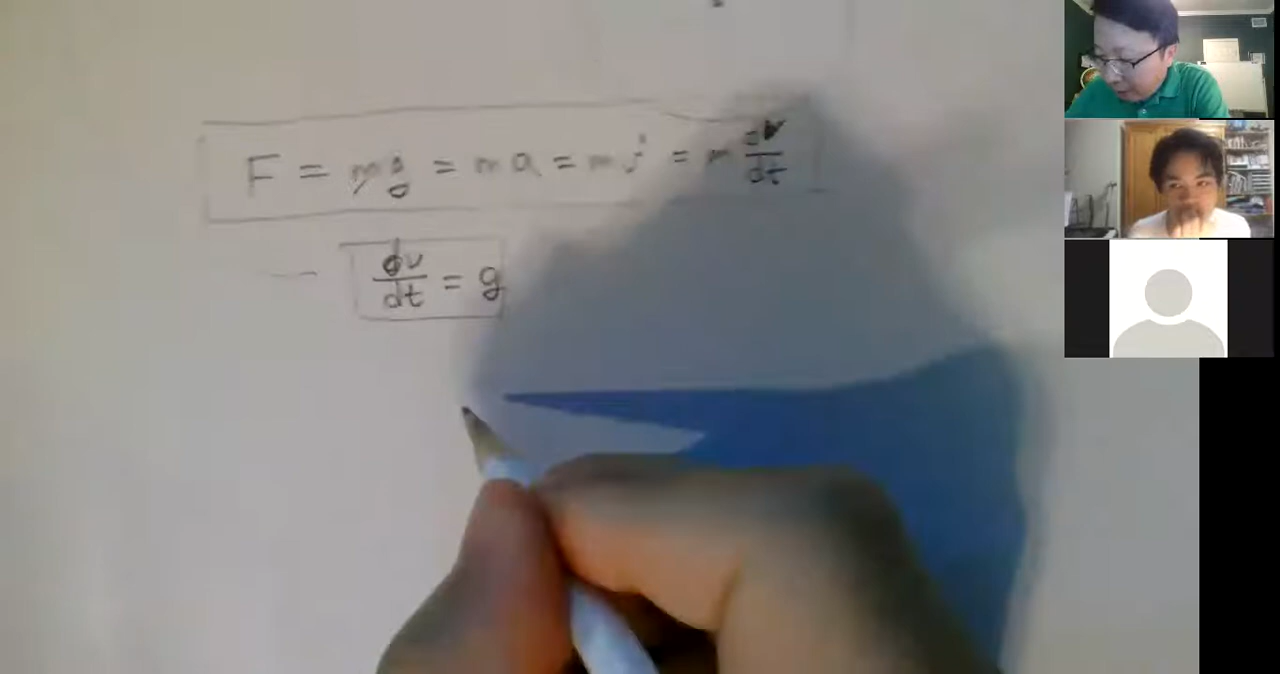 F = mg = ma = mv̇ = m dv/dt
— dv/dt = g